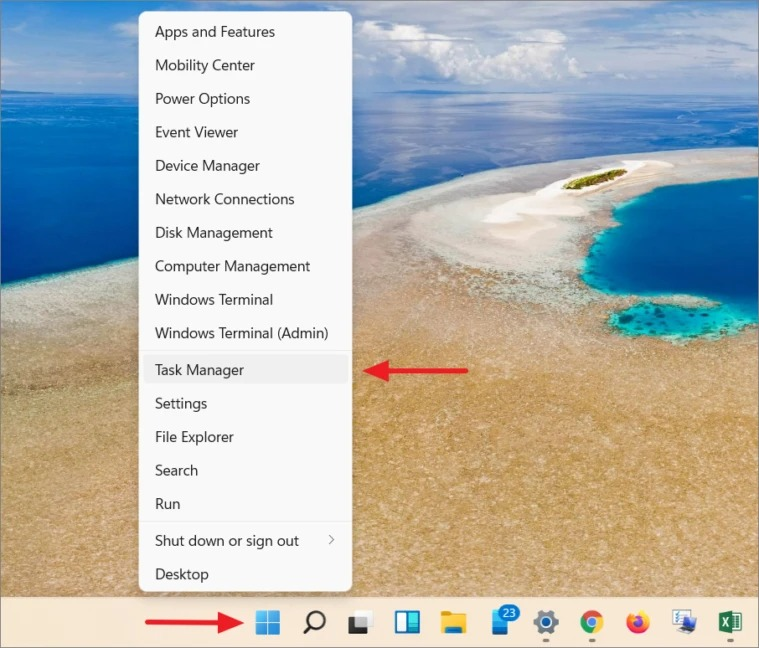 Apps and Features
Mobility Center
Power Options
Event Viewer
Device Manager
Network Connections
Disk Management
Computer Management
Windows Terminal
Windows Terminal (Admin)
Task Manager
Settings
File Explorer
Search
Run
Shut down or sign out
Desktop
23
X